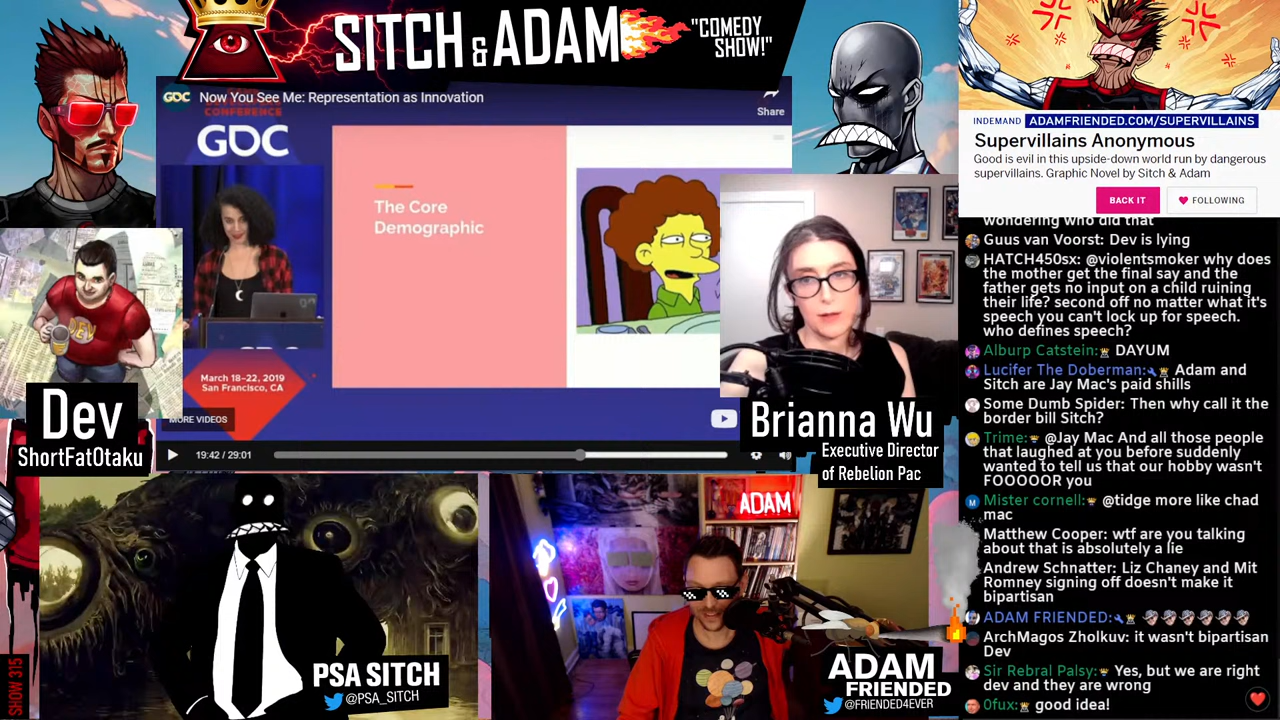 SITCH & ADAM
"COMEDY
SHOW!"
GDC
Now You See Me: Representation as Innovation
Share
CONFERENCE
GDC
The Core
Demographic
March 18–22, 2019
San Francisco, CA
MORE VIDEOS
19:42 / 29:01
DEV
Dev
ShortFatOtaku
Brianna Wu
Executive Director
of Rebelion Pac
PSA SITCH
@PSA_SITCH
ADAM
ADAM
FRIENDED
@FRIENDED4EVER
SHOW 315
INDEMAND ADAMFRIENDED.COM/SUPERVILLAINS
Supervillains Anonymous
Good is evil in this upside-down world run by dangerous
supervillains. Graphic Novel by Sitch & Adam
BACK IT
FOLLOWING
wondering who did that
Guus van Voorst: Dev is lying
HATCH450sx: @violentsmoker why does
the mother get the final say and the
father gets no input on a child ruining
their life? second off no matter what it's
speech you can't lock up for speech.
who defines speech?
Alburp Catstein: DAYUM
Lucifer The Doberman: Adam and
Sitch are Jay Mac's paid shills
Some Dumb Spider: Then why call it the
border bill Sitch?
Trime: @Jay Mac And all those people
that laughed at you before suddenly
wanted to tell us that our hobby wasn't
FOOOOOR you
Mister cornell: @tidge more like chad
mac
Matthew Cooper: wtf are you talking
about that is absolutely a lie
Andrew Schnatter: Liz Chaney and Mit
Romney signing off doesn't make it
bipartisan
ADAM FRIENDED:
ArchMagos Zholkuv: it wasn't bipartisan
Dev
Sir Rebral Palsy: Yes, but we are right
dev and they are wrong
0fux: good idea!